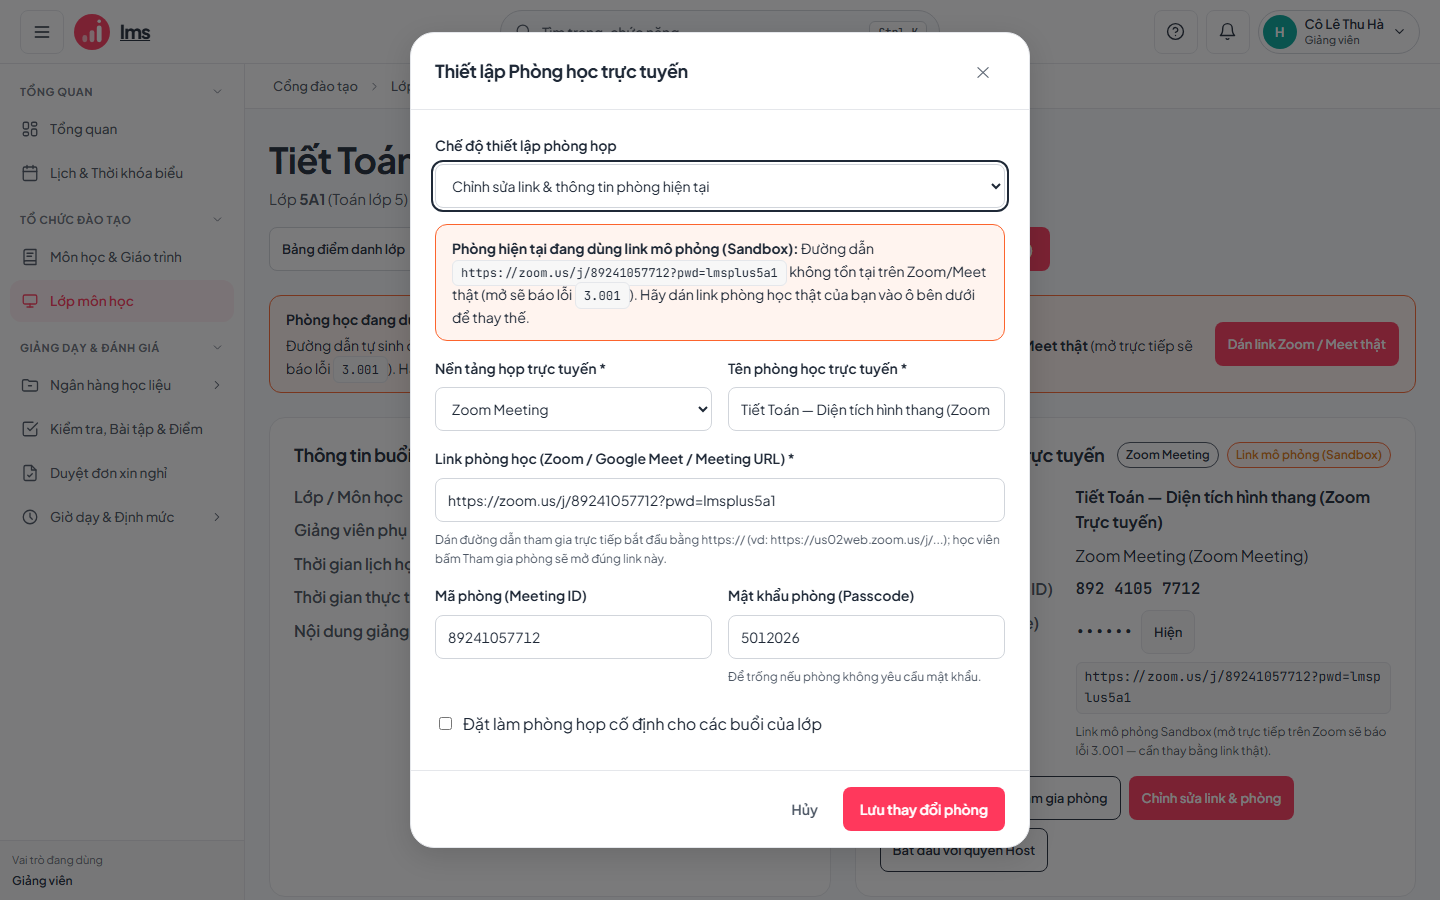 lms
Tìm trang, chức năng
Ctrl K
Cô Lê Thu Hà
Giảng viên
H
TỔNG QUAN
Tổng quan
Lịch & Thời khóa biểu
TỔ CHỨC ĐÀO TẠO
Môn học & Giáo trình
Lớp môn học
GIẢNG DẠY & ĐÁNH GIÁ
Ngân hàng học liệu
Kiểm tra, Bài tập & Điểm
Duyệt đơn xin nghỉ
Giờ dạy & Định mức
Vai trò đang dùng
Giảng viên
Cổng đào tạo
Tiết Toán
Lớp 5A1 (Toán lớp 5)
Bảng điểm danh lớp
Phòng học đang
Đường dẫn tự sinh
báo lỗi 3.001 ). H
Meet thật (mở trực tiếp sẽ
Dán link Zoom / Meet thật
Thông tin buổi
Lớp / Môn học
Giảng viên phụ
Thời gian lịch
Thời gian thực
Nội dung giảng
Thiết lập Phòng học trực tuyến
Chế độ thiết lập phòng họp
Chỉnh sửa link & thông tin phòng hiện tại
Phòng hiện tại đang dùng link mô phỏng (Sandbox): Đường dẫn
https://zoom.us/j/89241057712?pwd=lmsplus5a1 không tồn tại trên Zoom/Meet
thật (mở sẽ báo lỗi 3.001 ). Hãy dán link phòng học thật của bạn vào ô bên dưới
để thay thế.
Nền tảng họp trực tuyến *
Tên phòng học trực tuyến *
Zoom Meeting
Tiết Toán — Diện tích hình thang (Zoom
Link phòng học (Zoom / Google Meet / Meeting URL) *
https://zoom.us/j/89241057712?pwd=lmsplus5a1
Dán đường dẫn tham gia trực tiếp bắt đầu bằng https:// (vd: https://us02web.zoom.us/j/...); học viên
bấm Tham gia phòng sẽ mở đúng link này.
Mã phòng (Meeting ID)
Mật khẩu phòng (Passcode)
89241057712
5012026
Để trống nếu phòng không yêu cầu mật khẩu.
Đặt làm phòng họp cố định cho các buổi của lớp
Hủy
Lưu thay đổi phòng
tuyến
Zoom Meeting
Link mô phỏng (Sandbox)
Tiết Toán — Diện tích hình thang (Zoom
Trực tuyến)
Zoom Meeting (Zoom Meeting)
ID)
892 4105 7712
••••••
Hiện
https://zoom.us/j/89241057712?pwd=lmsp
lus5a1
Link mô phỏng Sandbox (mở trực tiếp trên Zoom sẽ báo
lỗi 3.001 — cần thay bằng link thật).
gia phòng
Chỉnh sửa link & phòng
Bắt đầu với quyền Host